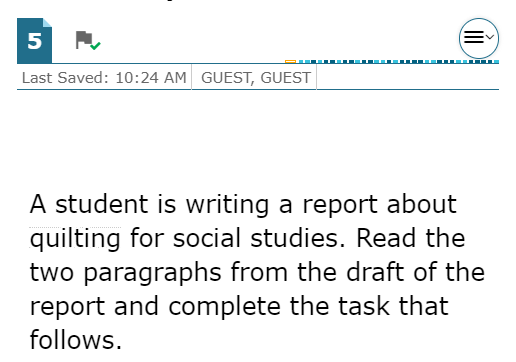 5
Last Saved: 10:24 AM GUEST, GUEST
A student is writing a report about
quilting for social studies. Read the
two paragraphs from the draft of the
report and complete the task that
follows.